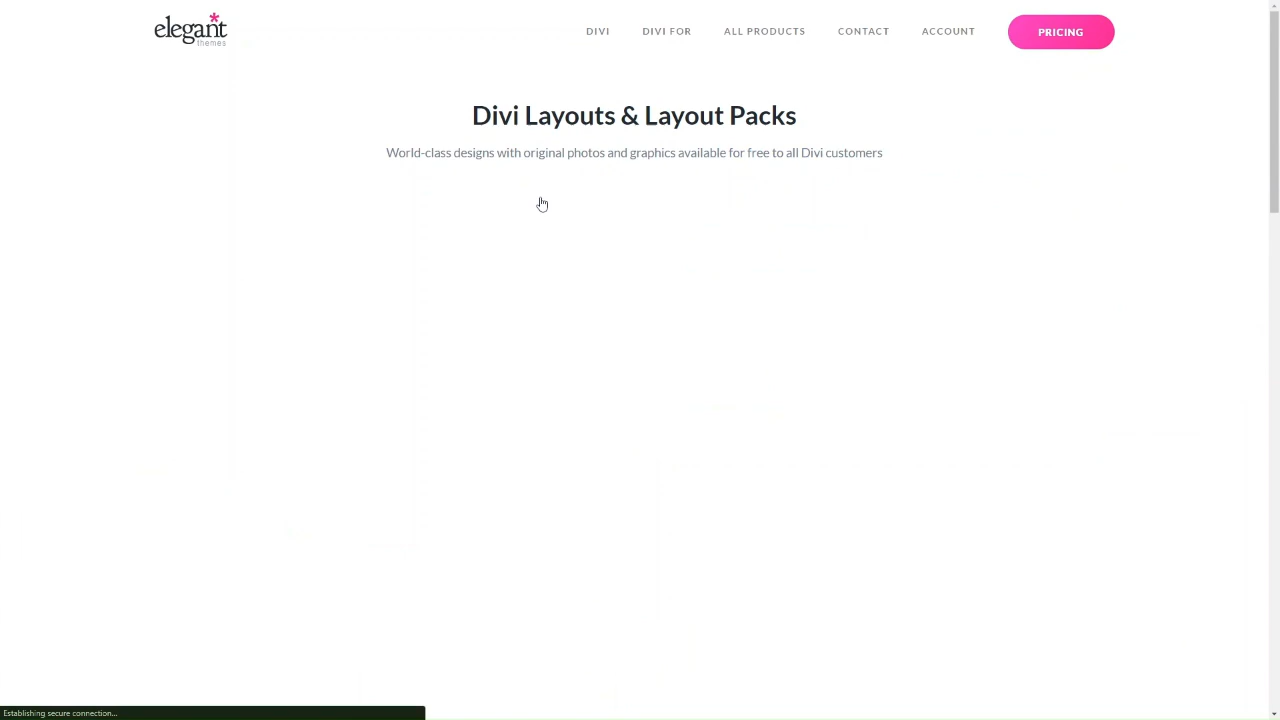 elegant
themes
DIVI
DIVI FOR
ALL PRODUCTS
CONTACT
ACCOUNT
PRICING
Divi Layouts & Layout Packs
World-class designs with original photos and graphics available for free to all Divi customers
Establishing secure connection...